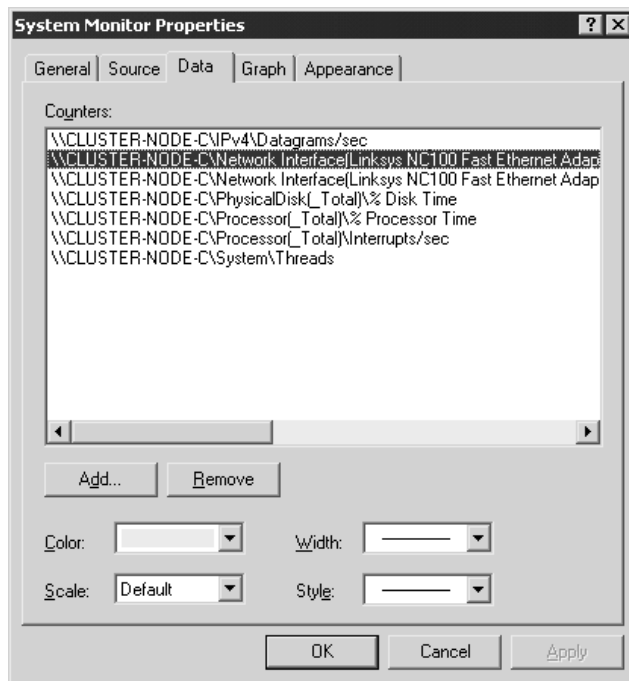 System Monitor Properties
General Source Data Graph Appearance
Counters:
\\CLUSTER-NODE-C\IPv4\Datagrams/sec
\\CLUSTER-NODE-C\Network Interface(Linksys NC100 Fast Ethernet Adap
\\CLUSTER-NODE-C\Network Interface(Linksys NC100 Fast Ethernet Adap
\\CLUSTER-NODE-C\PhysicalDisk(_Total)\% Disk Time
\\CLUSTER-NODE-C\Processor(_Total)\% Processor Time
\\CLUSTER-NODE-C\Processor(_Total)\Interrupts/sec
\\CLUSTER-NODE-C\System\Threads
Add... Remove
Color: Width:
Scale: Default Style:
OK Cancel Apply